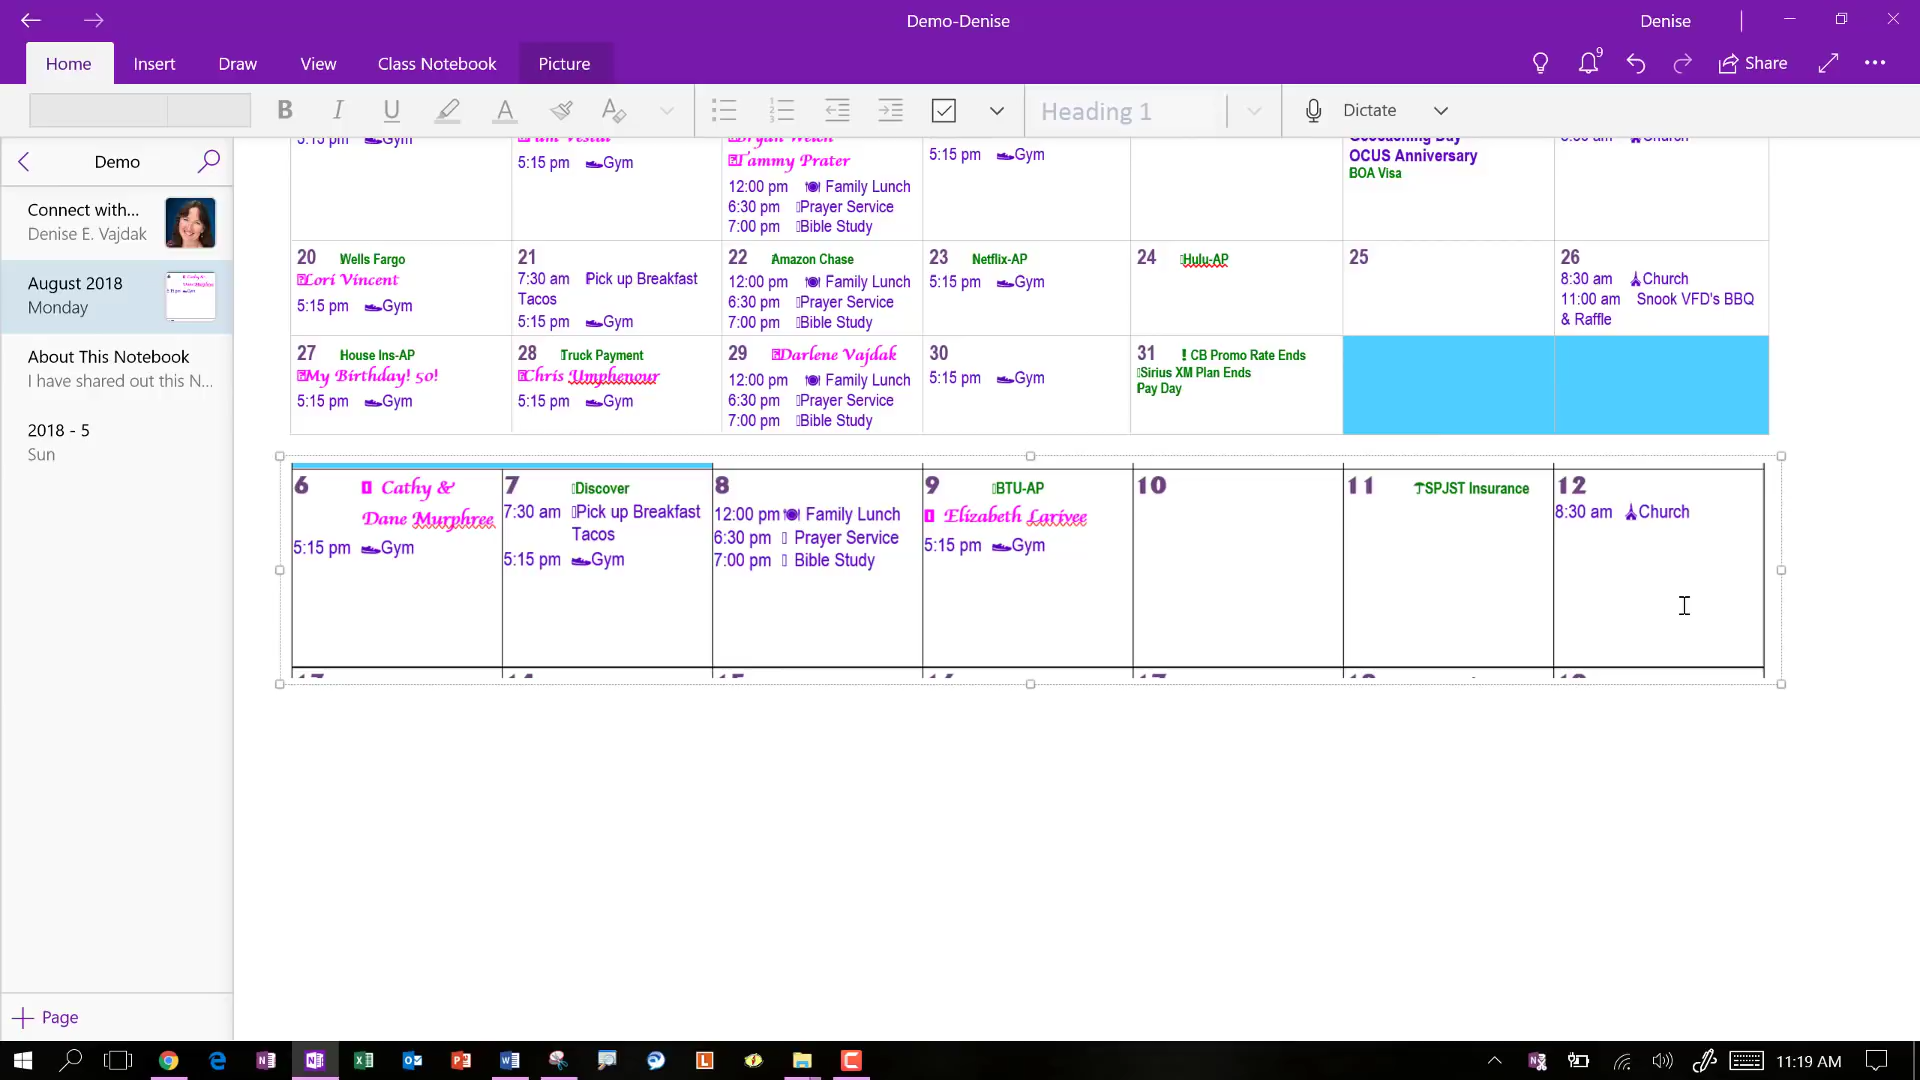 Demo-Denise
Denise
Home Insert Draw View Class Notebook Picture
9
Share
B I U A
Heading 1
Dictate
Demo
Connect with...
Denise E. Vajdak
August 2018
Monday
About This Notebook
I have shared out this N...
2018 - 5
Sun
Page
5:15 pm Gym
5:15 pm Gym
Tammy Prater
12:00 pm Family Lunch
6:30 pm Prayer Service
7:00 pm Bible Study
5:15 pm Gym
OCUS Anniversary
BOA Visa
Church
20 Wells Fargo
Lori Vincent
5:15 pm Gym
21
7:30 am Pick up Breakfast
Tacos
5:15 pm Gym
22 Amazon Chase
12:00 pm Family Lunch
6:30 pm Prayer Service
7:00 pm Bible Study
23 Netflix-AP
5:15 pm Gym
24 Hulu-AP
25
26
8:30 am Church
11:00 am Snook VFD's BBQ
& Raffle
27 House Ins-AP
My Birthday! 50!
5:15 pm Gym
28 Truck Payment
Chris Umphenour
5:15 pm Gym
29 Darlene Vajdak
12:00 pm Family Lunch
6:30 pm Prayer Service
7:00 pm Bible Study
30
5:15 pm Gym
31 ! CB Promo Rate Ends
Sirius XM Plan Ends
Pay Day
6 Cathy &
Dane Murphree
5:15 pm Gym
7 Discover
7:30 am Pick up Breakfast
Tacos
5:15 pm Gym
8
12:00 pm Family Lunch
6:30 pm Prayer Service
7:00 pm Bible Study
9 BTU-AP
Elizabeth Larivee
5:15 pm Gym
10
11 SPJST Insurance
12
8:30 am Church
11:19 AM